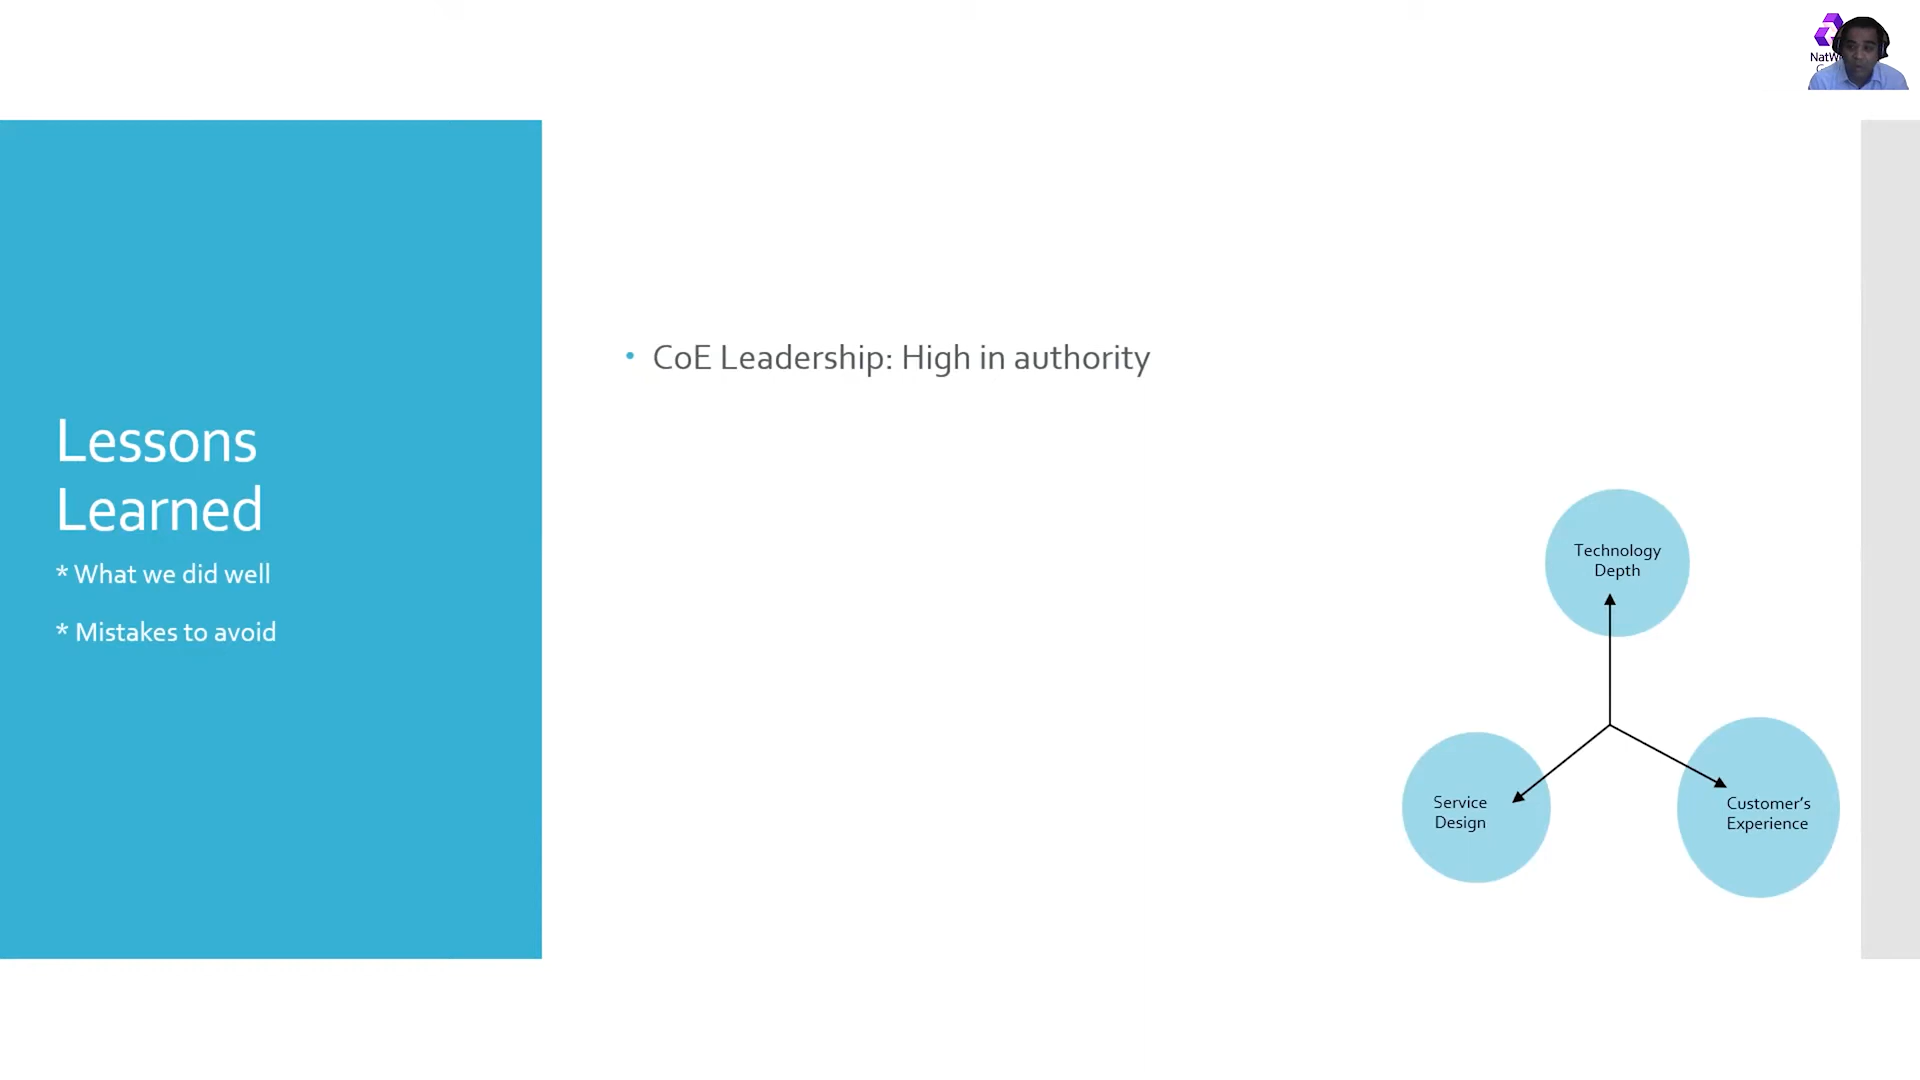 Lessons
Learned
* What we did well
* Mistakes to avoid
• CoE Leadership: High in authority
Technology
Depth
Service
Design
Customer’s
Experience